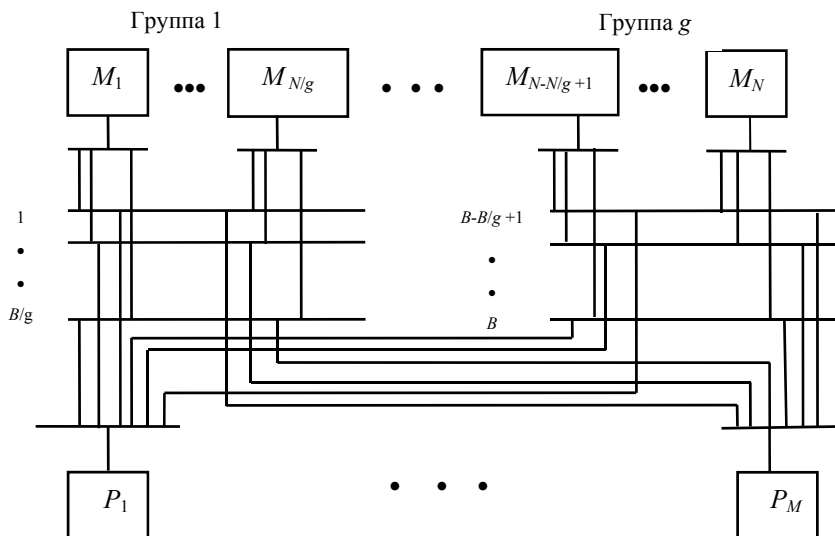 Группа 1 Группа g
M1 ••• MN/g • • • MN-N/g +1 ••• MN
1 B-B/g +1
B/g B
P1 • • • PM